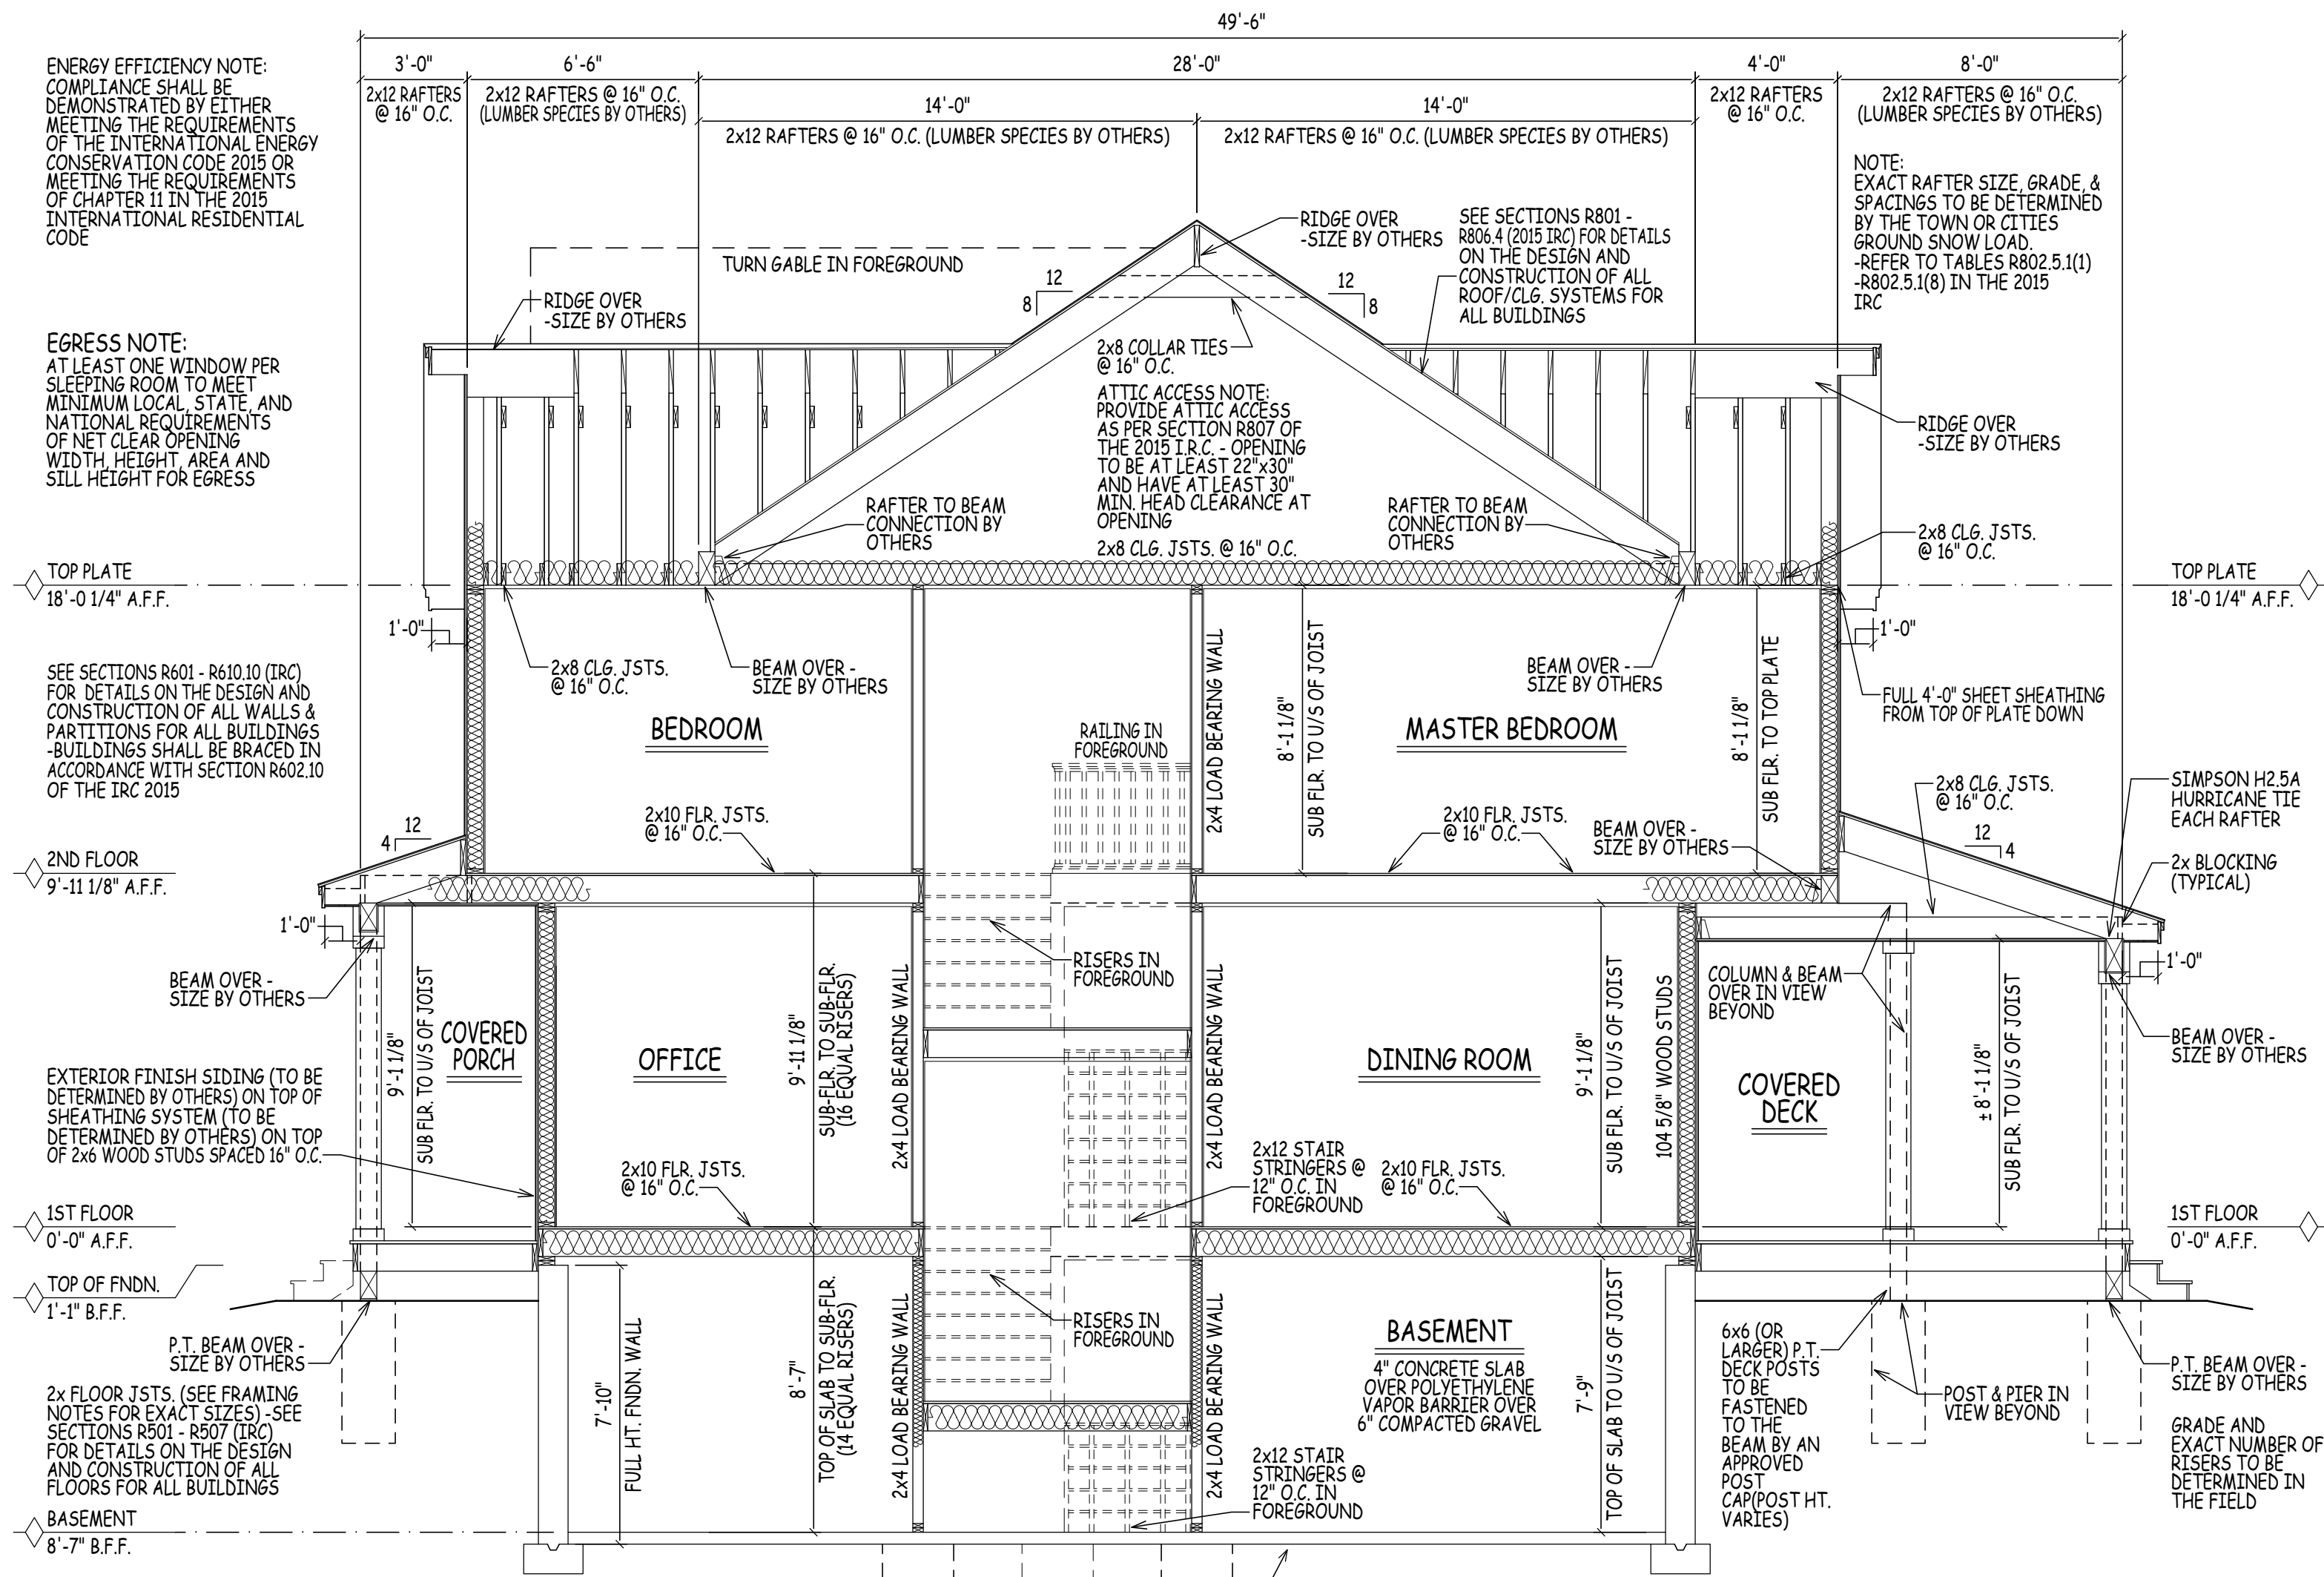 49'-6"
3'-0"
6'-6"
28'-0"
4'-0"
8'-0"
2x12 RAFTERS
@ 16" O.C.
2x12 RAFTERS @ 16" O.C.
(LUMBER SPECIES BY OTHERS)
14'-0"
14'-0"
2x12 RAFTERS @ 16" O.C. (LUMBER SPECIES BY OTHERS)
2x12 RAFTERS @ 16" O.C. (LUMBER SPECIES BY OTHERS)
2x12 RAFTERS
@ 16" O.C.
2x12 RAFTERS @ 16" O.C.
(LUMBER SPECIES BY OTHERS)
ENERGY EFFICIENCY NOTE:
COMPLIANCE SHALL BE
DEMONSTRATED BY EITHER
MEETING THE REQUIREMENTS
OF THE INTERNATIONAL ENERGY
CONSERVATION CODE 2015 OR
MEETING THE REQUIREMENTS
OF CHAPTER 11 IN THE 2015
INTERNATIONAL RESIDENTIAL
CODE
NOTE:
EXACT RAFTER SIZE, GRADE, &
SPACINGS TO BE DETERMINED
BY THE TOWN OR CITIES
GROUND SNOW LOAD.
-REFER TO TABLES R802.5.1(1)
-R802.5.1(8) IN THE 2015
IRC
RIDGE OVER
-SIZE BY OTHERS
SEE SECTIONS R801 -
R806.4 (2015 IRC) FOR DETAILS
ON THE DESIGN AND
CONSTRUCTION OF ALL
ROOF/CLG. SYSTEMS FOR
ALL BUILDINGS
TURN GABLE IN FOREGROUND
12
8
12
8
RIDGE OVER
-SIZE BY OTHERS
EGRESS NOTE:
AT LEAST ONE WINDOW PER
SLEEPING ROOM TO MEET
MINIMUM LOCAL, STATE, AND
NATIONAL REQUIREMENTS
OF NET CLEAR OPENING
WIDTH, HEIGHT, AREA AND
SILL HEIGHT FOR EGRESS
2x8 COLLAR TIES
@ 16" O.C.
ATTIC ACCESS NOTE:
PROVIDE ATTIC ACCESS
AS PER SECTION R807 OF
THE 2015 I.R.C. - OPENING
TO BE AT LEAST 22"x30"
AND HAVE AT LEAST 30"
MIN. HEAD CLEARANCE AT
OPENING
2x8 CLG. JSTS. @ 16" O.C.
RIDGE OVER
-SIZE BY OTHERS
RAFTER TO BEAM
CONNECTION BY
OTHERS
RAFTER TO BEAM
CONNECTION BY
OTHERS
2x8 CLG. JSTS.
@ 16" O.C.
TOP PLATE
18'-0 1/4" A.F.F.
TOP PLATE
18'-0 1/4" A.F.F.
1'-0"
1'-0"
SEE SECTIONS R601 - R610.10 (IRC)
FOR DETAILS ON THE DESIGN AND
CONSTRUCTION OF ALL WALLS &
PARTITIONS FOR ALL BUILDINGS
-BUILDINGS SHALL BE BRACED IN
ACCORDANCE WITH SECTION R602.10
OF THE IRC 2015
2x8 CLG. JSTS.
@ 16" O.C.
BEAM OVER -
SIZE BY OTHERS
BEDROOM
RAILING IN
FOREGROUND
2x4 LOAD BEARING WALL
8'-1 1/8"
SUB FLR. TO U/S OF JOIST
BEAM OVER -
SIZE BY OTHERS
MASTER BEDROOM
8'-1 1/8"
SUB FLR. TO TOP PLATE
FULL 4'-0" SHEET SHEATHING
FROM TOP OF PLATE DOWN
2x8 CLG. JSTS.
@ 16" O.C.
SIMPSON H2.5A
HURRICANE TIE
EACH RAFTER
2x BLOCKING
(TYPICAL)
12
4
12
4
2x10 FLR. JSTS.
@ 16" O.C.
2x10 FLR. JSTS.
@ 16" O.C.
BEAM OVER -
SIZE BY OTHERS
2ND FLOOR
9'-11 1/8" A.F.F.
1'-0"
1'-0"
BEAM OVER -
SIZE BY OTHERS
9'-1 1/8"
SUB FLR. TO U/S OF JOIST
COVERED
PORCH
OFFICE
9'-11 1/8"
SUB-FLR. TO SUB-FLR.
(16 EQUAL RISERS)
2x4 LOAD BEARING WALL
RISERS IN
FOREGROUND
2x4 LOAD BEARING WALL
DINING ROOM
9'-1 1/8"
SUB FLR. TO U/S OF JOIST
104 5/8" WOOD STUDS
COLUMN & BEAM
OVER IN VIEW
BEYOND
COVERED
DECK
± 8'-1 1/8"
SUB FLR. TO U/S OF JOIST
BEAM OVER -
SIZE BY OTHERS
EXTERIOR FINISH SIDING (TO BE
DETERMINED BY OTHERS) ON TOP OF
SHEATHING SYSTEM (TO BE
DETERMINED BY OTHERS) ON TOP
OF 2x6 WOOD STUDS SPACED 16" O.C.
2x10 FLR. JSTS.
@ 16" O.C.
2x12 STAIR
STRINGERS @
12" O.C. IN
FOREGROUND
2x10 FLR. JSTS.
@ 16" O.C.
1ST FLOOR
0'-0" A.F.F.
1ST FLOOR
0'-0" A.F.F.
TOP OF FNDN.
1'-1" B.F.F.
P.T. BEAM OVER -
SIZE BY OTHERS
7'-10"
FULL HT. FNDN. WALL
8'-7"
TOP OF SLAB TO SUB-FLR.
(14 EQUAL RISERS)
2x4 LOAD BEARING WALL
RISERS IN
FOREGROUND
2x4 LOAD BEARING WALL
BASEMENT
4" CONCRETE SLAB
OVER POLYETHYLENE
VAPOR BARRIER OVER
6" COMPACTED GRAVEL
7'-9"
TOP OF SLAB TO U/S OF JOIST
6x6 (OR
LARGER) P.T.
DECK POSTS
TO BE
FASTENED
TO THE
BEAM BY AN
APPROVED
POST
CAP(POST HT.
VARIES)
POST & PIER IN
VIEW BEYOND
P.T. BEAM OVER -
SIZE BY OTHERS
GRADE AND
EXACT NUMBER OF
RISERS TO BE
DETERMINED IN
THE FIELD
2x FLOOR JSTS. (SEE FRAMING
NOTES FOR EXACT SIZES) -SEE
SECTIONS R501 - R507 (IRC)
FOR DETAILS ON THE DESIGN
AND CONSTRUCTION OF ALL
FLOORS FOR ALL BUILDINGS
2x12 STAIR
STRINGERS @
12" O.C. IN
FOREGROUND
BASEMENT
8'-7" B.F.F.